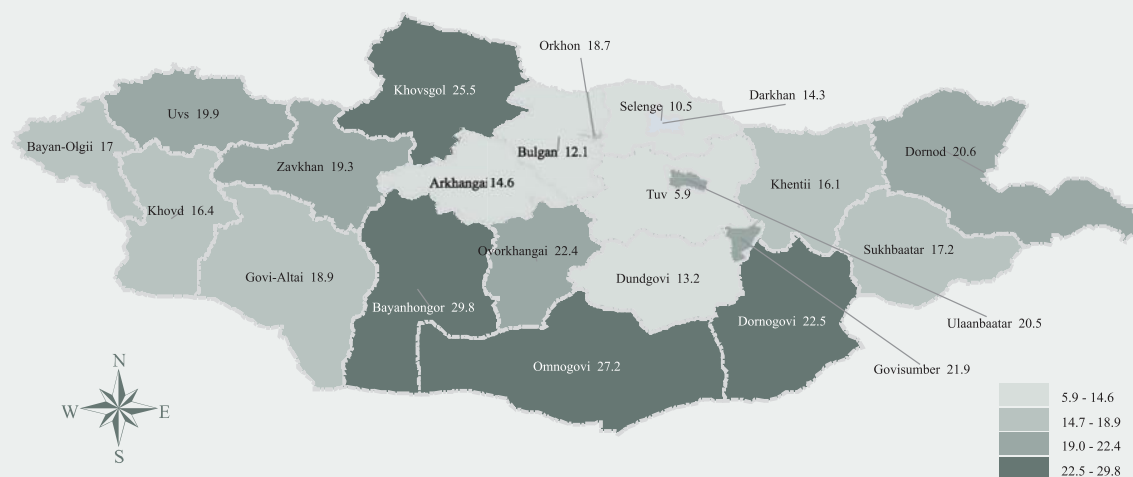 Orkhon 18.7
Khovsgol 25.5
Darkhan 14.3
Selenge 10.5
Uvs 19.9
Bayan-Olgii 17
Bulgan 12.1
Dornod 20.6
Zavkhan 19.3
Arkhangai 14.6
Khentii 16.1
Tuv 5.9
Khovd 16.4
Ovorkhangai 22.4
Sukhbaatar 17.2
Govi-Altai 18.9
Dundgovi 13.2
Bayanhongor 29.8
Dornogovi 22.5
Ulaanbaatar 20.5
Omnogovi 27.2
Govisumber 21.9
N
W E
S
5.9 - 14.6
14.7 - 18.9
19.0 - 22.4
22.5 - 29.8